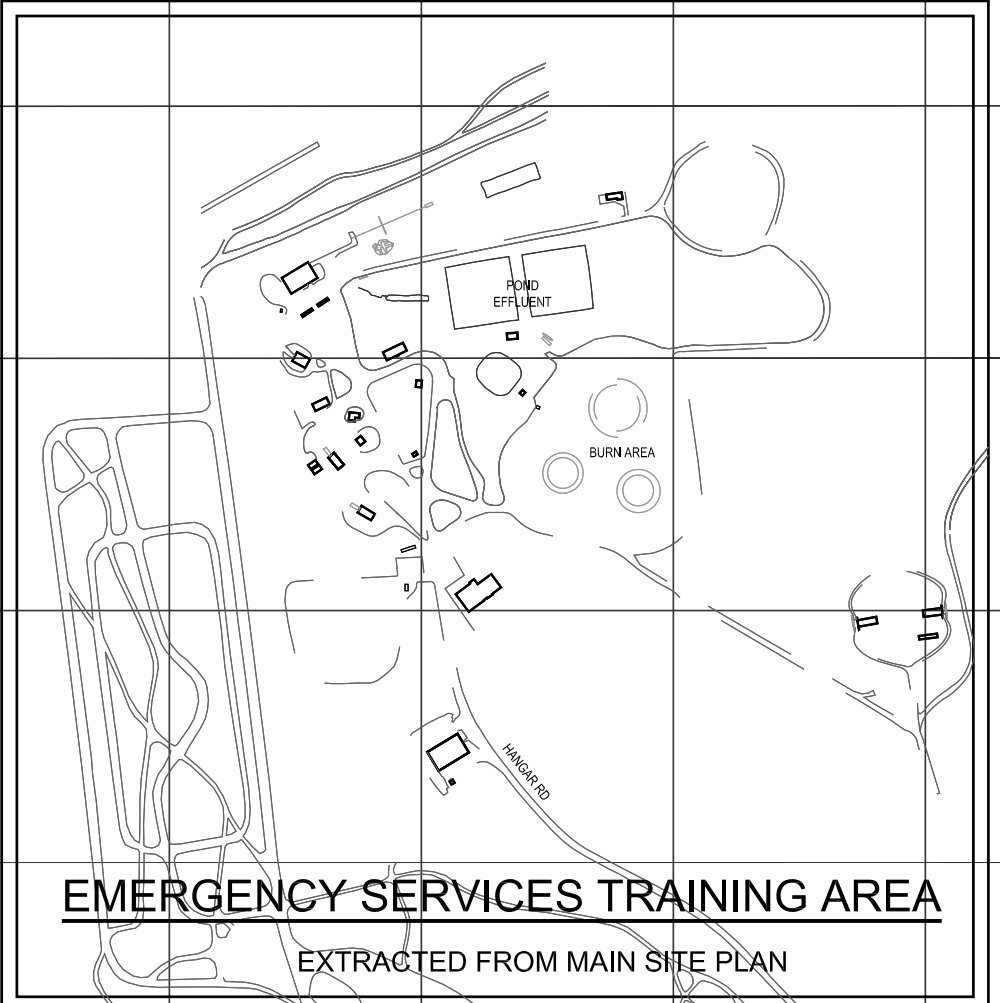 POND
EFFLUENT
BURN AREA
HANGAR RD
EMERGENCY SERVICES TRAINING AREA
EXTRACTED FROM MAIN SITE PLAN